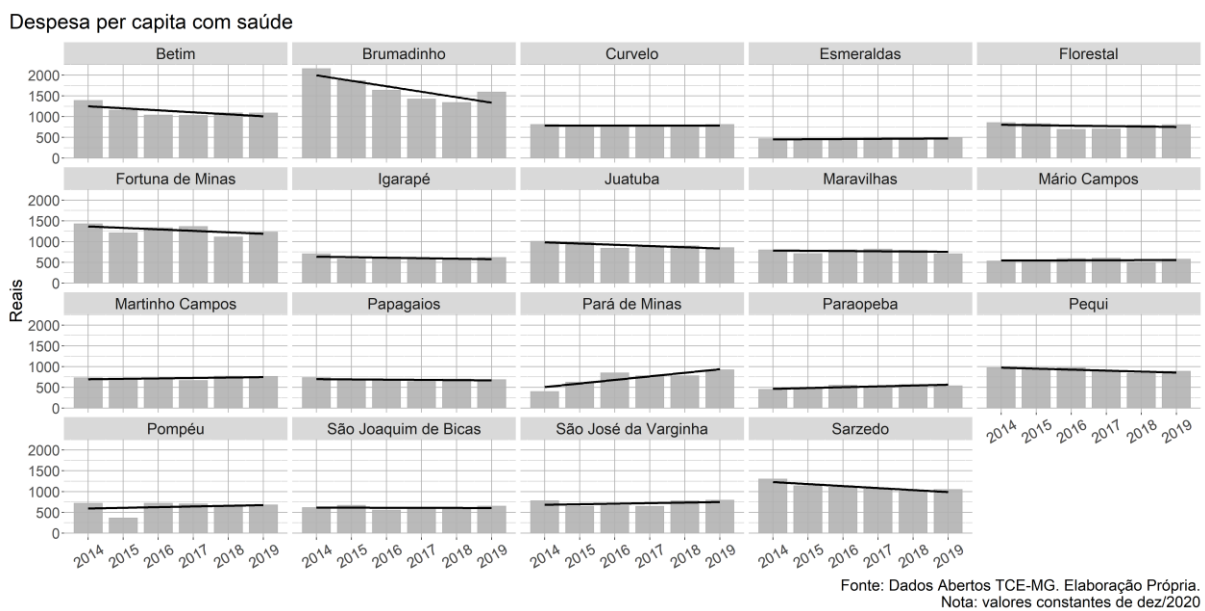 Despesa per capita com saúde
Betim
Brumadinho
Curvelo
Esmeraldas
Florestal
2000
1500
1000
500
0
Fortuna de Minas
Igarapé
Juatuba
Maravilhas
Mário Campos
2000
1500
1000
500
0
Reais
Martinho Campos
Papagaios
Pará de Minas
Paraopeba
Pequi
2000
1500
1000
500
0
2014 2015 2016 2017 2018 2019
Pompéu
São Joaquim de Bicas
São José da Varginha
Sarzedo
2000
1500
1000
500
0
2014 2015 2016 2017 2018 2019
2014 2015 2016 2017 2018 2019
2014 2015 2016 2017 2018 2019
2014 2015 2016 2017 2018 2019
Fonte: Dados Abertos TCE-MG. Elaboração Própria.
Nota: valores constantes de dez/2020